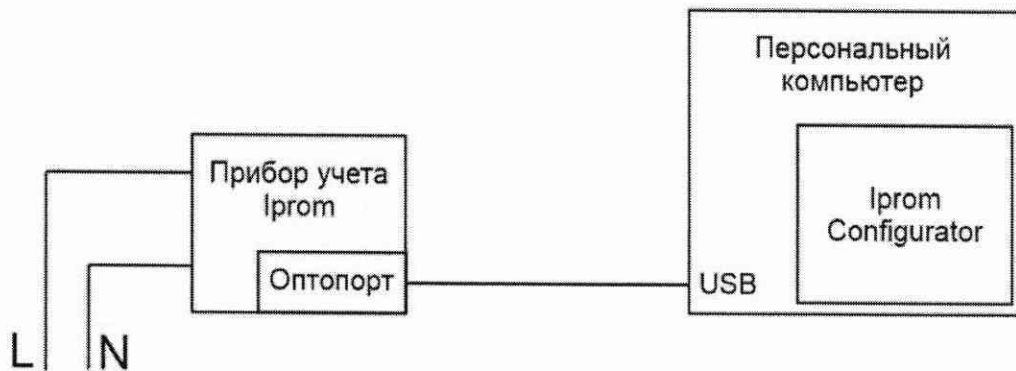 Персональный
компьютер
Прибор учета
Iprom
Iprom
Configurator
Оптопорт
USB
L
N